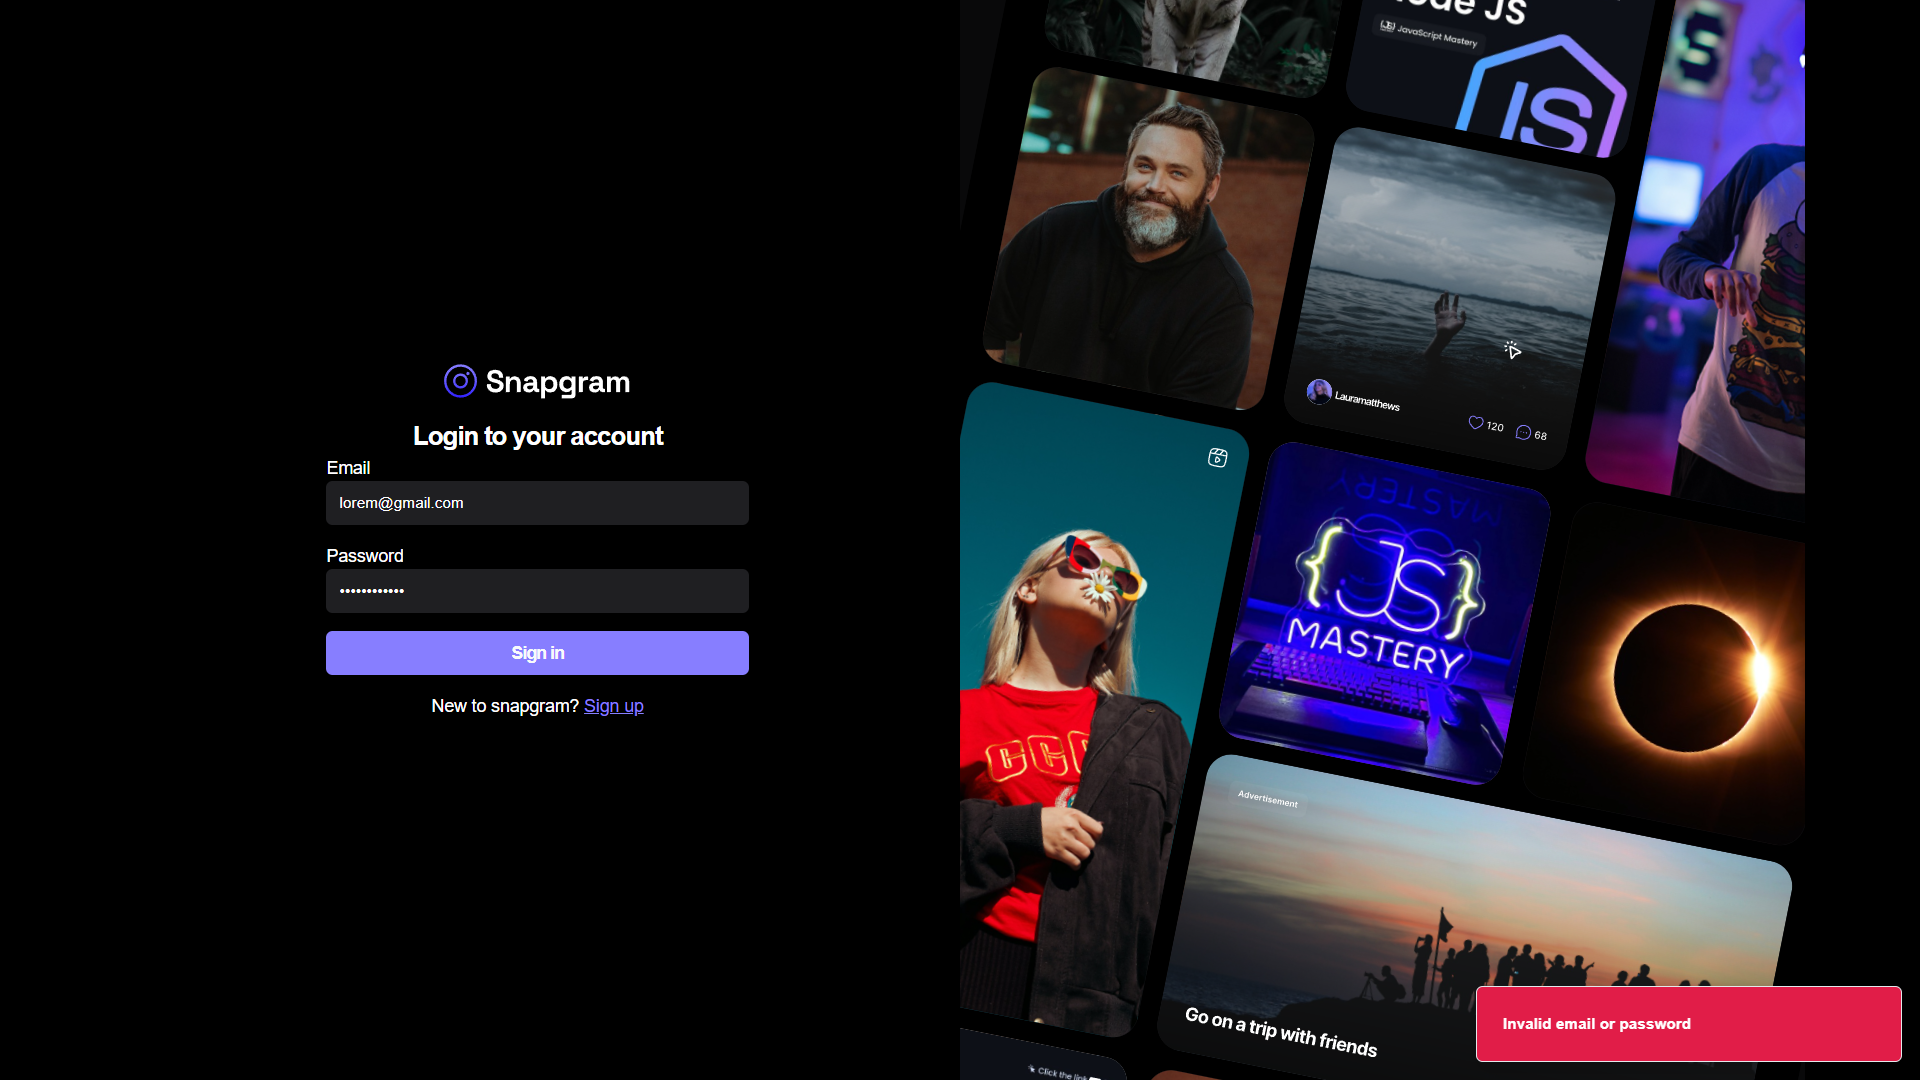 Snapgram
Login to your account
Email
lorem@gmail.com
Password
••••••••••••
Sign in
New to snapgram? Sign up
JS
JavaScript Mastery
JS
S
Lauramatthews
120
68
MASTERY
{JS}
MASTERY
CCC
Advertisement
Go on a trip with friends
Click the link
Invalid email or password